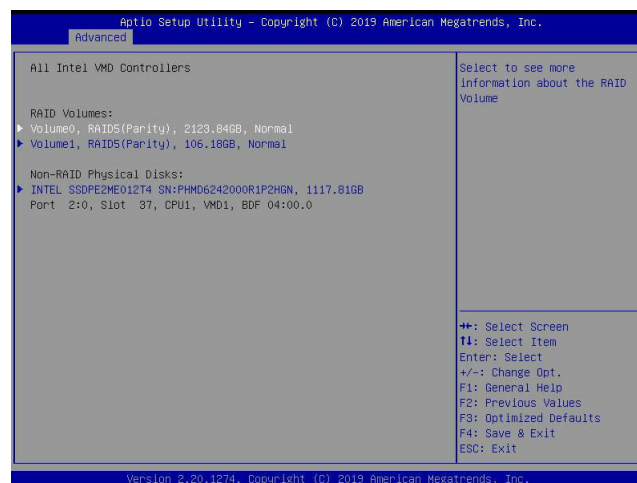 Aptio Setup Utility – Copyright (C) 2019 American Megatrends, Inc.
Advanced
All Intel VMD Controllers
RAID Volumes:
Volume0, RAID5(Parity), 2123.84GB, Normal
Volume1, RAID5(Parity), 106.18GB, Normal
Non-RAID Physical Disks:
INTEL SSDPE2ME012T4 SN:PHMD6242000R1P2HGN, 1117.81GB
Port 2:0, Slot 37, CPU1, VMD1, BDF 04:00.0
Select to see more
information about the RAID
Volume
→←: Select Screen
↑↓: Select Item
Enter: Select
+/-: Change Opt.
F1: General Help
F2: Previous Values
F3: Optimized Defaults
F4: Save & Exit
ESC: Exit
Version 2.20.1274. Copyright (C) 2019 American Megatrends, Inc.